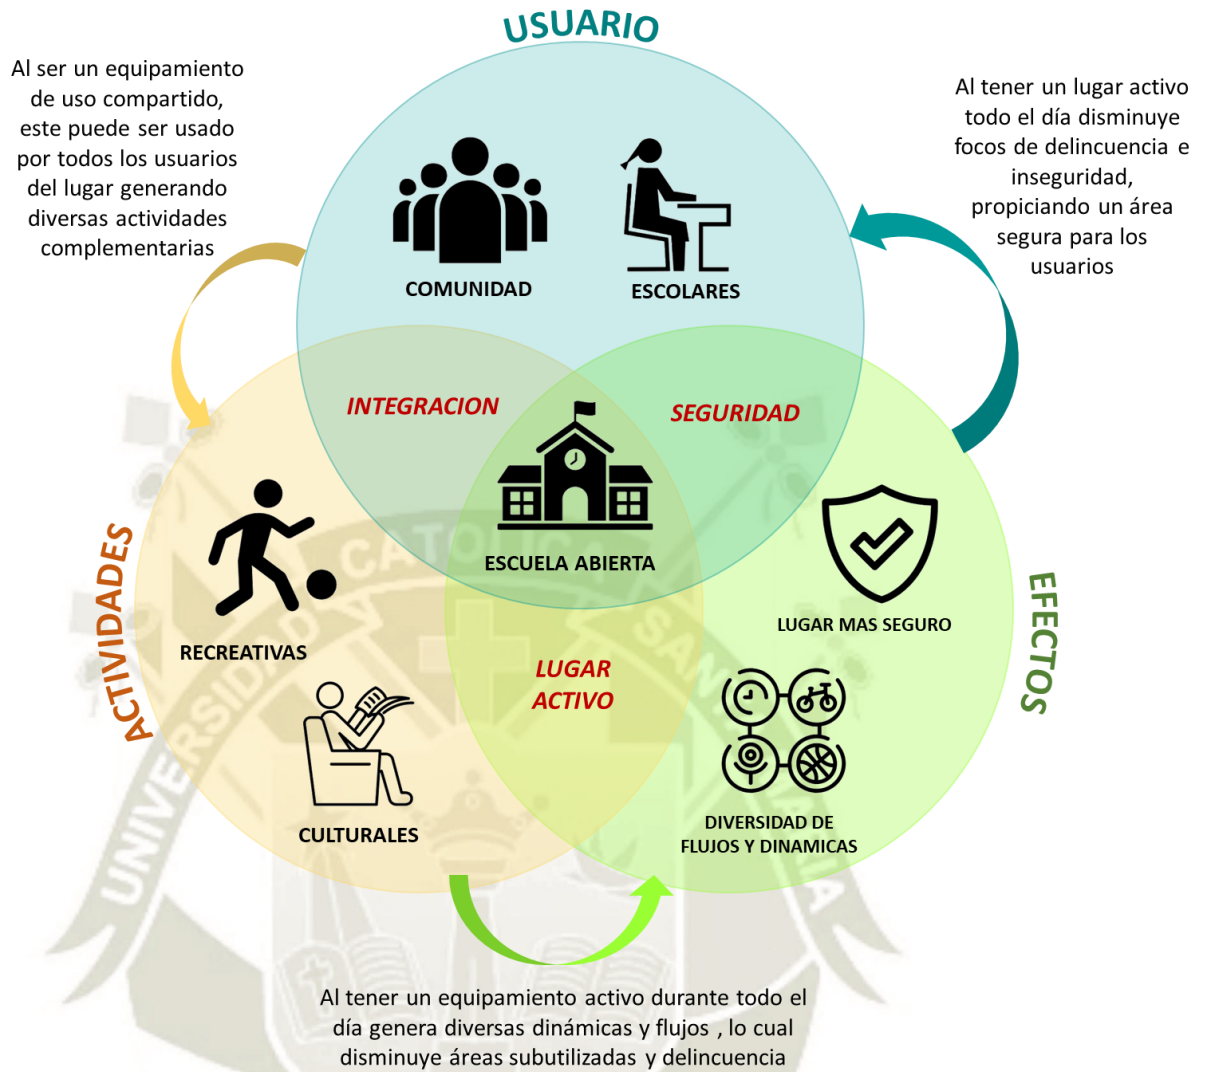 USUARIO
Al ser un equipamiento
de uso compartido,
este puede ser usado
por todos los usuarios
del lugar generando
diversas actividades
complementarias
Al tener un lugar activo
todo el día disminuye
focos de delincuencia e
inseguridad,
propiciando un área
segura para los
usuarios
COMUNIDAD
ESCOLARES
INTEGRACION
SEGURIDAD
ESCUELA ABIERTA
ACTIVIDADES
RECREATIVAS
CULTURALES
LUGAR
ACTIVO
EFECTOS
LUGAR MAS SEGURO
DIVERSIDAD DE
FLUJOS Y DINAMICAS
Al tener un equipamiento activo durante todo el
día genera diversas dinámicas y flujos , lo cual
disminuye áreas subutilizadas y delincuencia
UNIVERSIDAD CATOLICA